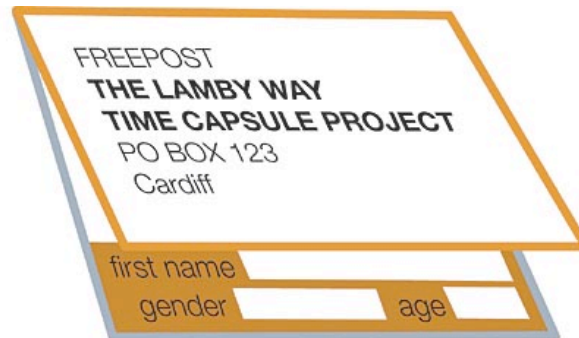 FREEPOST
THE LAMBY WAY
TIME CAPSULE PROJECT
PO BOX 123
Cardiff
first name
gender age